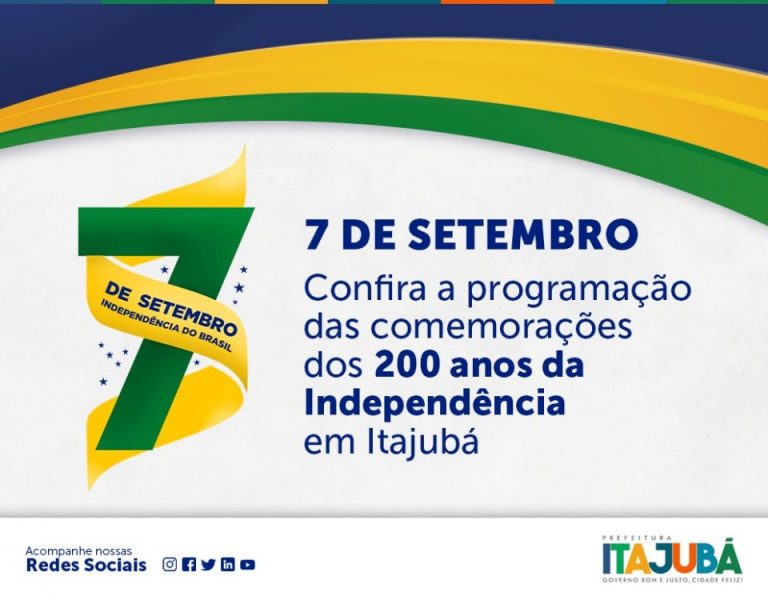 7
DE SETEMBRO
INDEPENDÊNCIA DO BRASIL
7 DE SETEMBRO
Confira a programação
das comemorações
dos 200 anos da
Independência
em Itajubá
Acompanhe nossas
Redes Sociais
PREFEITURA
ITAJUBÁ
GOVERNO BOM E JUSTO, CIDADE FELIZ!